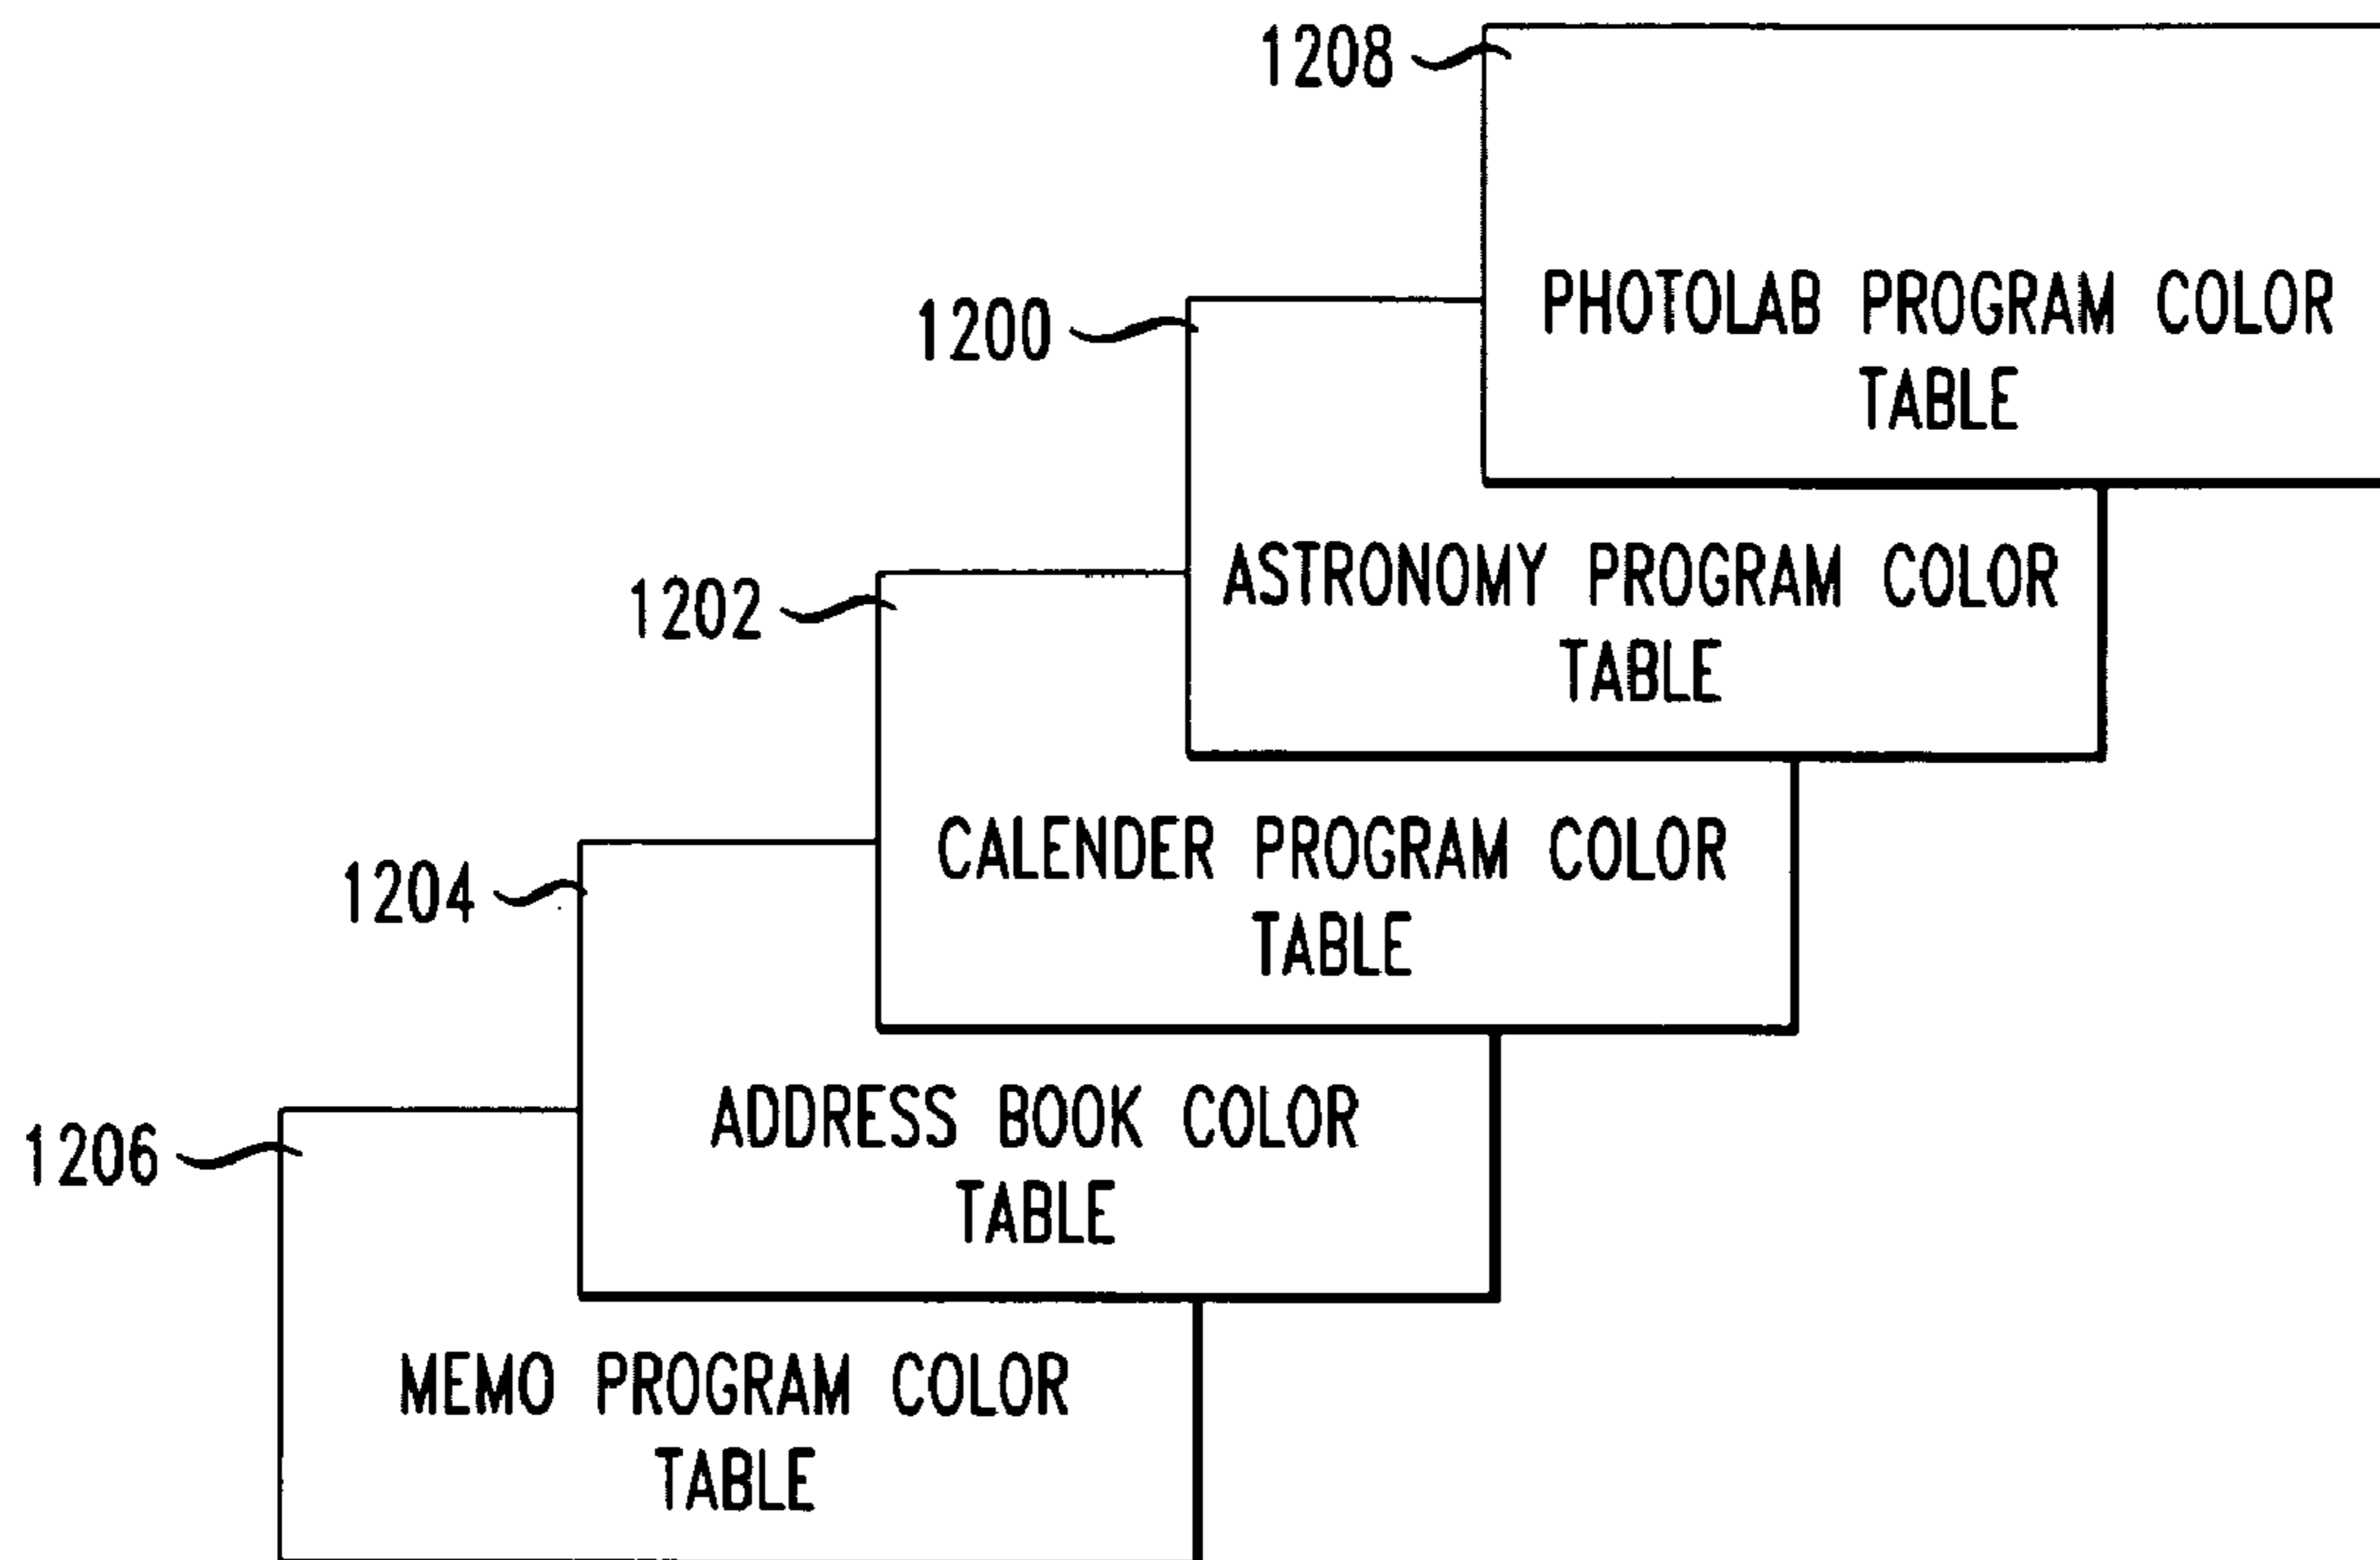 1208
PHOTOLAB PROGRAM COLOR
TABLE
1200
ASTRONOMY PROGRAM COLOR
TABLE
1202
CALENDER PROGRAM COLOR
TABLE
1204
ADDRESS BOOK COLOR
TABLE
1206
MEMO PROGRAM COLOR
TABLE